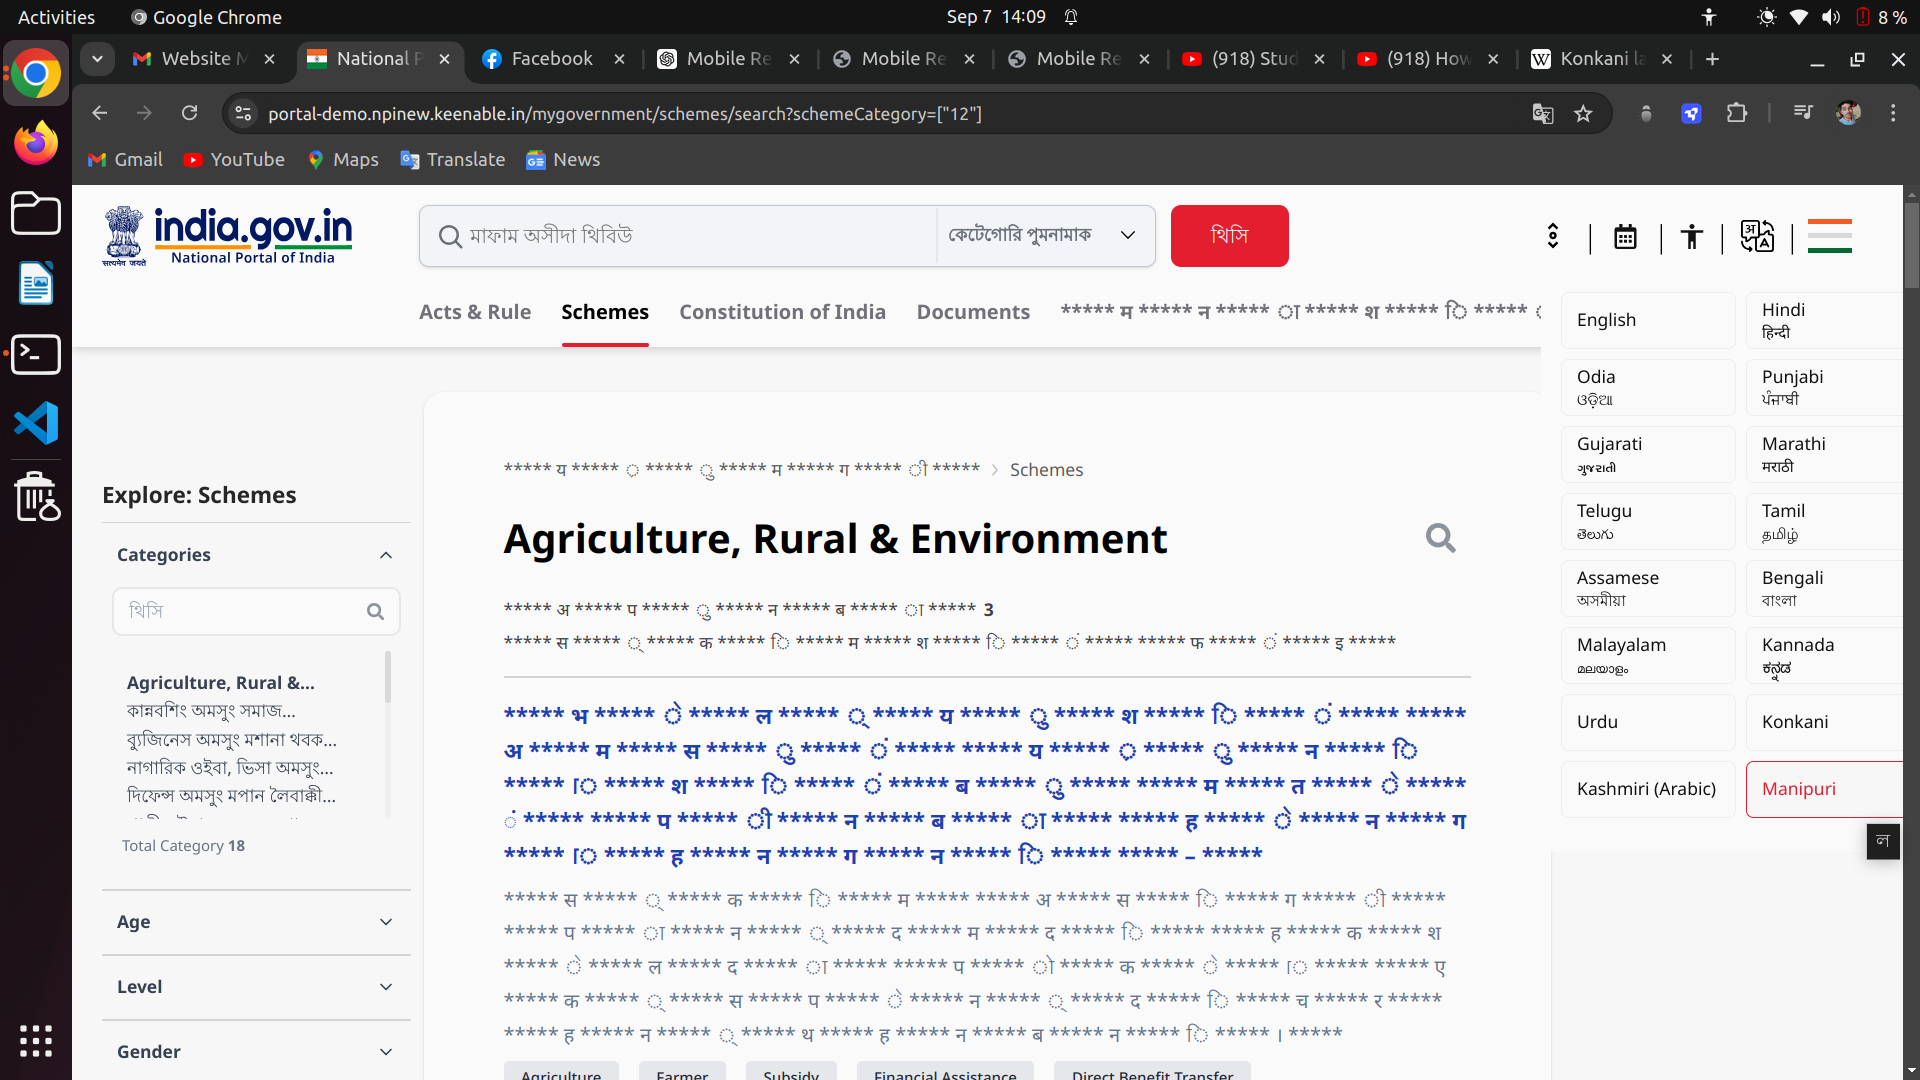 Activities
Google Chrome
Sep 7 14:09
8 %
Website M
National P
Facebook
Mobile Re
Mobile Re
Mobile Re
(918) Stud
(918) How
Konkani la
portal-demo.npinew.keenable.in/mygovernment/schemes/search?schemeCategory=["12"]
Gmail
YouTube
Maps
Translate
News
india.gov.in
National Portal of India
सत्यमेव जयते
মাফাম অসীদা থিবিউ
কেটেগোরি পুমনামাক
থিসি
Acts & Rule
Schemes
Constitution of India
Documents
***** म ***** न ***** ा ***** श ***** ि *****
English
Hindi
हिन्दी
Odia
ଓଡ଼ିଆ
Punjabi
ਪੰਜਾਬੀ
Gujarati
ગુજરાતી
Marathi
मराठी
Telugu
తెలుగు
Tamil
தமிழ்
Assamese
অসমীয়া
Bengali
বাংলা
Malayalam
മലയാളം
Kannada
ಕನ್ನಡ
Urdu
Konkani
Kashmiri (Arabic)
Manipuri
ল
Explore: Schemes
Categories
থিসি
Agriculture, Rural &...
কান্নবশিং অমসুং সমাজ...
ব্যুজিনেস অমসুং মশানা থবক...
নাগারিক ওইবা, ভিসা অমসুং...
দিফেন্স অমসুং মপান লৈবাক্কী...
Total Category 18
Age
Level
Gender
***** य ***** ़ ***** ु ***** म ***** ग ***** ी *****
Schemes
Agriculture, Rural & Environment
***** अ ***** प ***** ु ***** न ***** ब ***** ा ***** 3
***** स ***** ् ***** क ***** ि ***** म ***** श ***** ि ***** ं ***** ***** फ ***** ं ***** इ *****
***** भ ***** े ***** ल ***** ् ***** य ***** ु ***** श ***** ि ***** ं ***** *****
अ ***** म ***** स ***** ु ***** ं ***** ***** य ***** ़ ***** ु ***** न ***** ि
***** ा ***** श ***** ि ***** ं ***** ब ***** ु ***** ***** म ***** त ***** े *****
ं ***** ***** प ***** ी ***** न ***** ब ***** ा ***** ***** ह ***** े ***** न ***** ग
***** ा ***** ह ***** न ***** ग ***** न ***** ि ***** ***** – *****
***** स ***** ् ***** क ***** ि ***** म ***** अ ***** स ***** ि ***** ग ***** ी *****
***** प ***** ा ***** न ***** ् ***** द ***** म ***** द ***** ि ***** ***** ह ***** क ***** श
***** े ***** ल ***** द ***** ा ***** ***** प ***** ो ***** क ***** े ***** ा ***** ***** ए
***** क ***** ् ***** स ***** प ***** े ***** न ***** ् ***** द ***** ि ***** च ***** र *****
***** ह ***** न ***** ् ***** थ ***** ह ***** न ***** ब ***** न ***** ि ***** । *****
Agriculture
Farmer
Subsidy
Financial Assistance
Direct Benefit Transfer